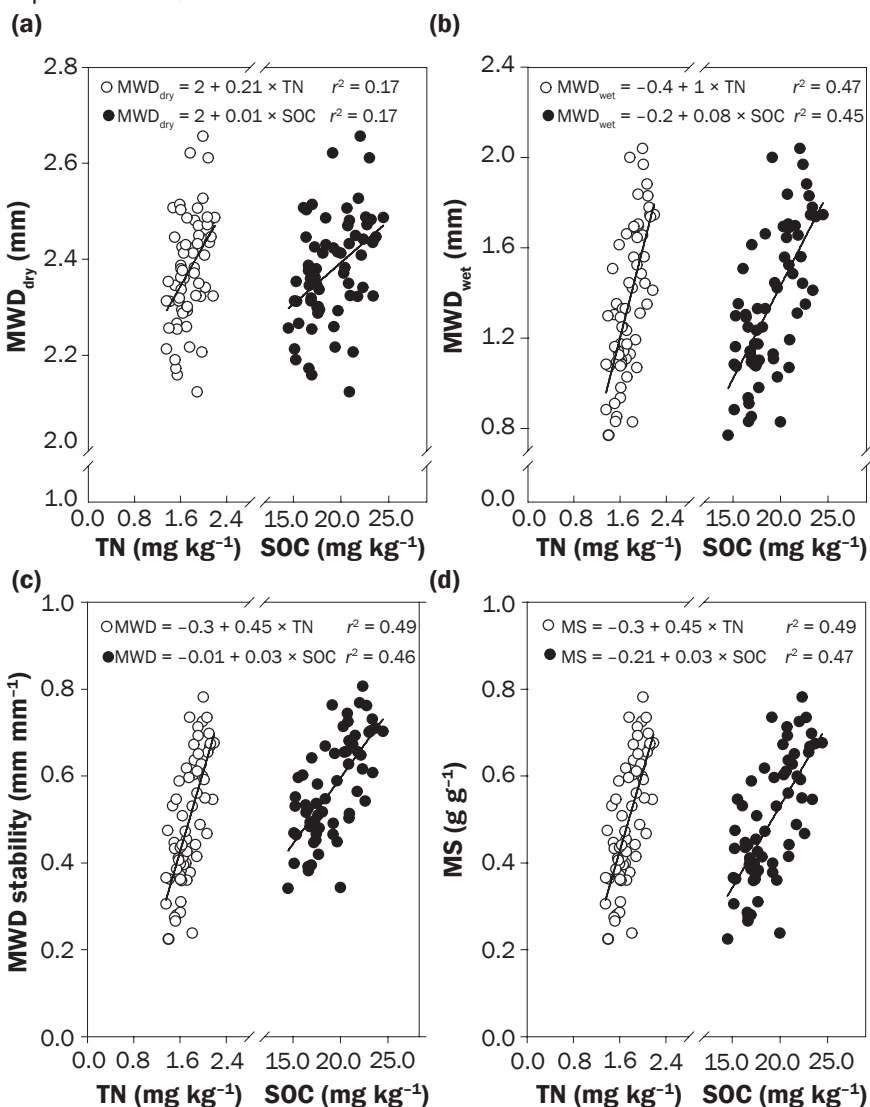 (a)
2.8
2.6
2.4
2.2
2.0
1.0
MWDdry (mm)
MWDdry = 2 + 0.21 × TN r² = 0.17
MWDdry = 2 + 0.01 × SOC r² = 0.17
0.0 0.8 1.6 2.4 15.0 20.0 25.0
TN (mg kg⁻¹) SOC (mg kg⁻¹)
(b)
2.4
2.0
1.6
1.2
0.8
0.0
MWDwet (mm)
MWDwet = −0.4 + 1 × TN r² = 0.47
MWDwet = −0.2 + 0.08 × SOC r² = 0.45
0.0 0.8 1.6 2.4 15.0 20.0 25.0
TN (mg kg⁻¹) SOC (mg kg⁻¹)
(c)
1.0
0.8
0.6
0.4
0.2
0.0
MWD stability (mm mm⁻¹)
MWD = −0.3 + 0.45 × TN r² = 0.49
MWD = −0.01 + 0.03 × SOC r² = 0.46
0.0 0.8 1.6 2.4 15.0 20.0 25.0
TN (mg kg⁻¹) SOC (mg kg⁻¹)
(d)
1.0
0.8
0.6
0.4
0.2
0.0
MS (g g⁻¹)
MS = −0.3 + 0.45 × TN r² = 0.49
MS = −0.21 + 0.03 × SOC r² = 0.47
0.0 0.8 1.6 2.4 15.0 20.0 25.0
TN (mg kg⁻¹) SOC (mg kg⁻¹)